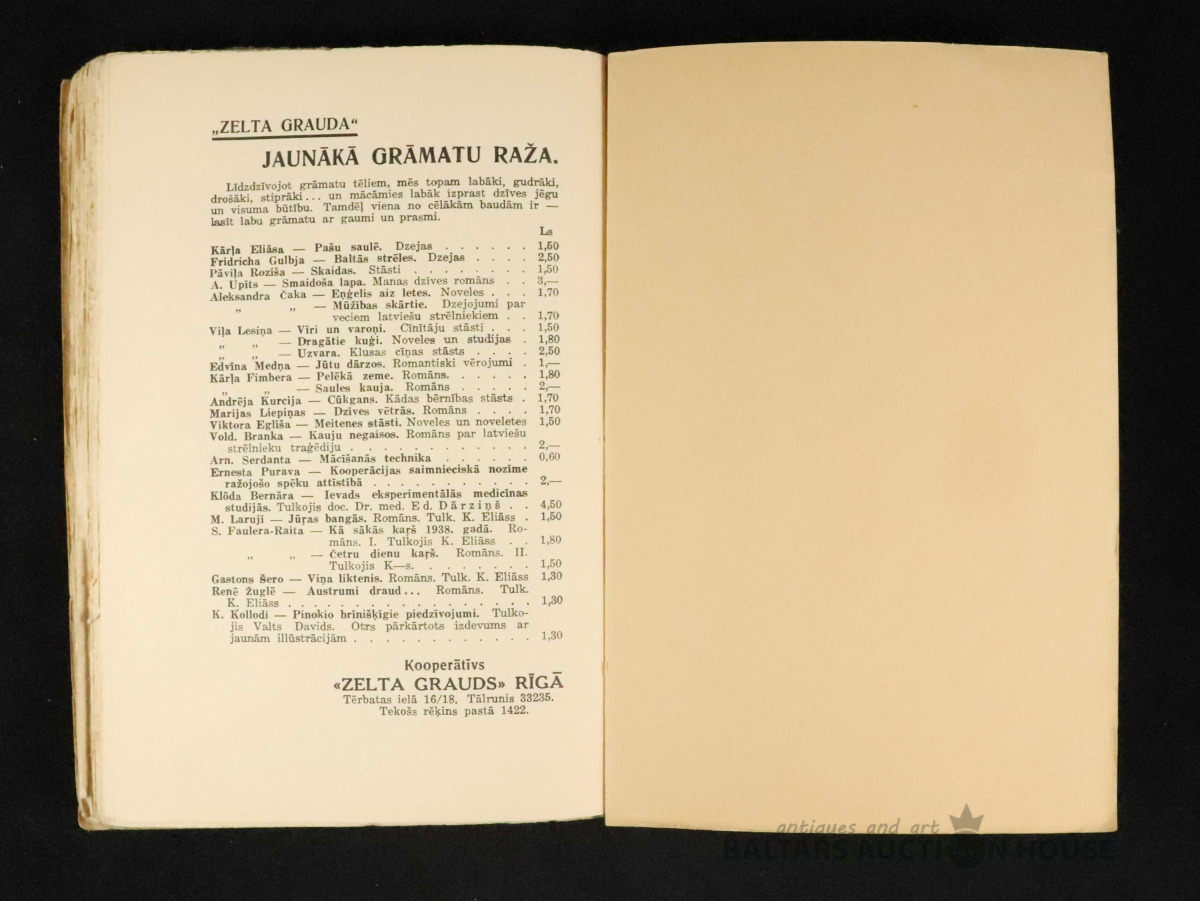 „ZELTA GRAUDA“
JAUNĀKĀ GRĀMATU RAŽA.
Līdzdzīvojot grāmatu tēliem, mēs topam labāki, gudrāki,
drošāki, stiprāki... un mācāmies labāk izprast dzīves jēgu
un visuma būtību. Tamdēļ viena no cēlākām baudām ir —
lasīt labu grāmatu ar gaumi un prasmi.
Ls
Kārļa Eliāsa — Pašu saulē. Dzejas . . . . . . 1,50
Fridricha Gulbja — Baltās strēles. Dzejas . . . . 2,50
Pāviļa Rozīša — Skaidas. Stāsti . . . . . . . . 1,50
A. Upīts — Smaidoša lapa. Manas dzīves romāns . . 3,—
Aleksandra Čaka — Eņģelis aiz letes. Noveles . . . 1,70
„ „ — Mūžības skārtie. Dzejojumi par
veciem latviešu strēlniekiem . . 1,70
Viļa Lesiņa — Vīri un varoņi. Cīnītāju stāsti . . . 1,50
„ „ — Dragātie kuģi. Noveles un studijas . 1,80
„ „ — Uzvara. Klusas cīņas stāsts . . . . 2,50
Edvīna Medņa — Jūtu dārzos. Romantiski vērojumi . 1,—
Kārļa Fimbera — Pelēkā zeme. Romāns. . . . . . 1,80
„ „ — Saules kauja. Romāns . . . . . 2,—
Andrēja Kurcija — Cūkgans. Kādas bērnības stāsts . 1,70
Marijas Liepiņas — Dzīves vētrās. Romāns . . . . 1,70
Viktora Eglīša — Meitenes stāsti. Noveles un noveletes 1,50
Vold. Branka — Kauju negaisos. Romāns par latviešu
strēlnieku traģēdiju . . . . . . . . . . . . 2,—
Arn. Serdanta — Mācīšanās technika . . . . . . 0,60
Ernesta Purava — Kooperācijas saimnieciskā nozīme
ražojošo spēku attīstībā . . . . . . . . . . . 2,—
Klōda Bernāra — Ievads eksperimentālās medicīnas
studijās. Tulkojis doc. Dr. med. Ed. Dārziņš . . 4,50
M. Larujī — Jūŗas bangās. Romāns. Tulk. K. Eliāss . 1,50
S. Faulera-Raita — Kā sākās kaŗš 1938. gadā. Ro-
māns. I. Tulkojis K. Eliāss . . 1,80
„ „ — Četru dienu kaŗš. Romāns. II.
Tulkojis K—s. . . . . . . . 1,50
Gastons Šero — Viņa liktenis. Romāns. Tulk. K. Eliāss 1,30
Renē Žuglē — Austrumi draud... Romāns. Tulk.
K. Eliāss . . . . . . . . . . . . . . . . 1,30
K. Kollodi — Pinokio brīnišķīgie piedzīvojumi. Tulko-
jis Valts Davids. Otrs pārkārtots izdevums ar
jaunām illūstrācijām . . . . . . . . . . . . 1,30
Kooperātīvs
«ZELTA GRAUDS» RĪGĀ
Tērbatas ielā 16/18, Tālrunis 33235.
Tekošs rēķins pastā 1422.
antiques and art
BALTARS AUCTION HOUSE